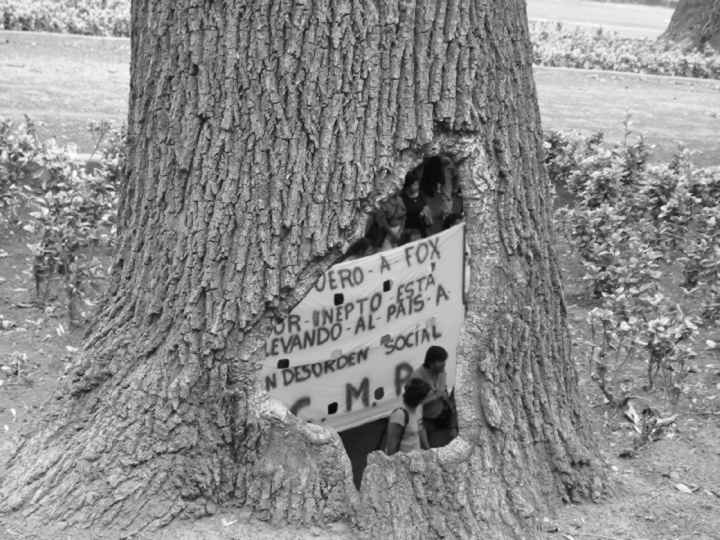 UERO - A FOX
OR - INEPTO - ESTÁ
LEVANDO - AL - PAÍS - A
N DESORDEN SOCIAL
C. M. P.